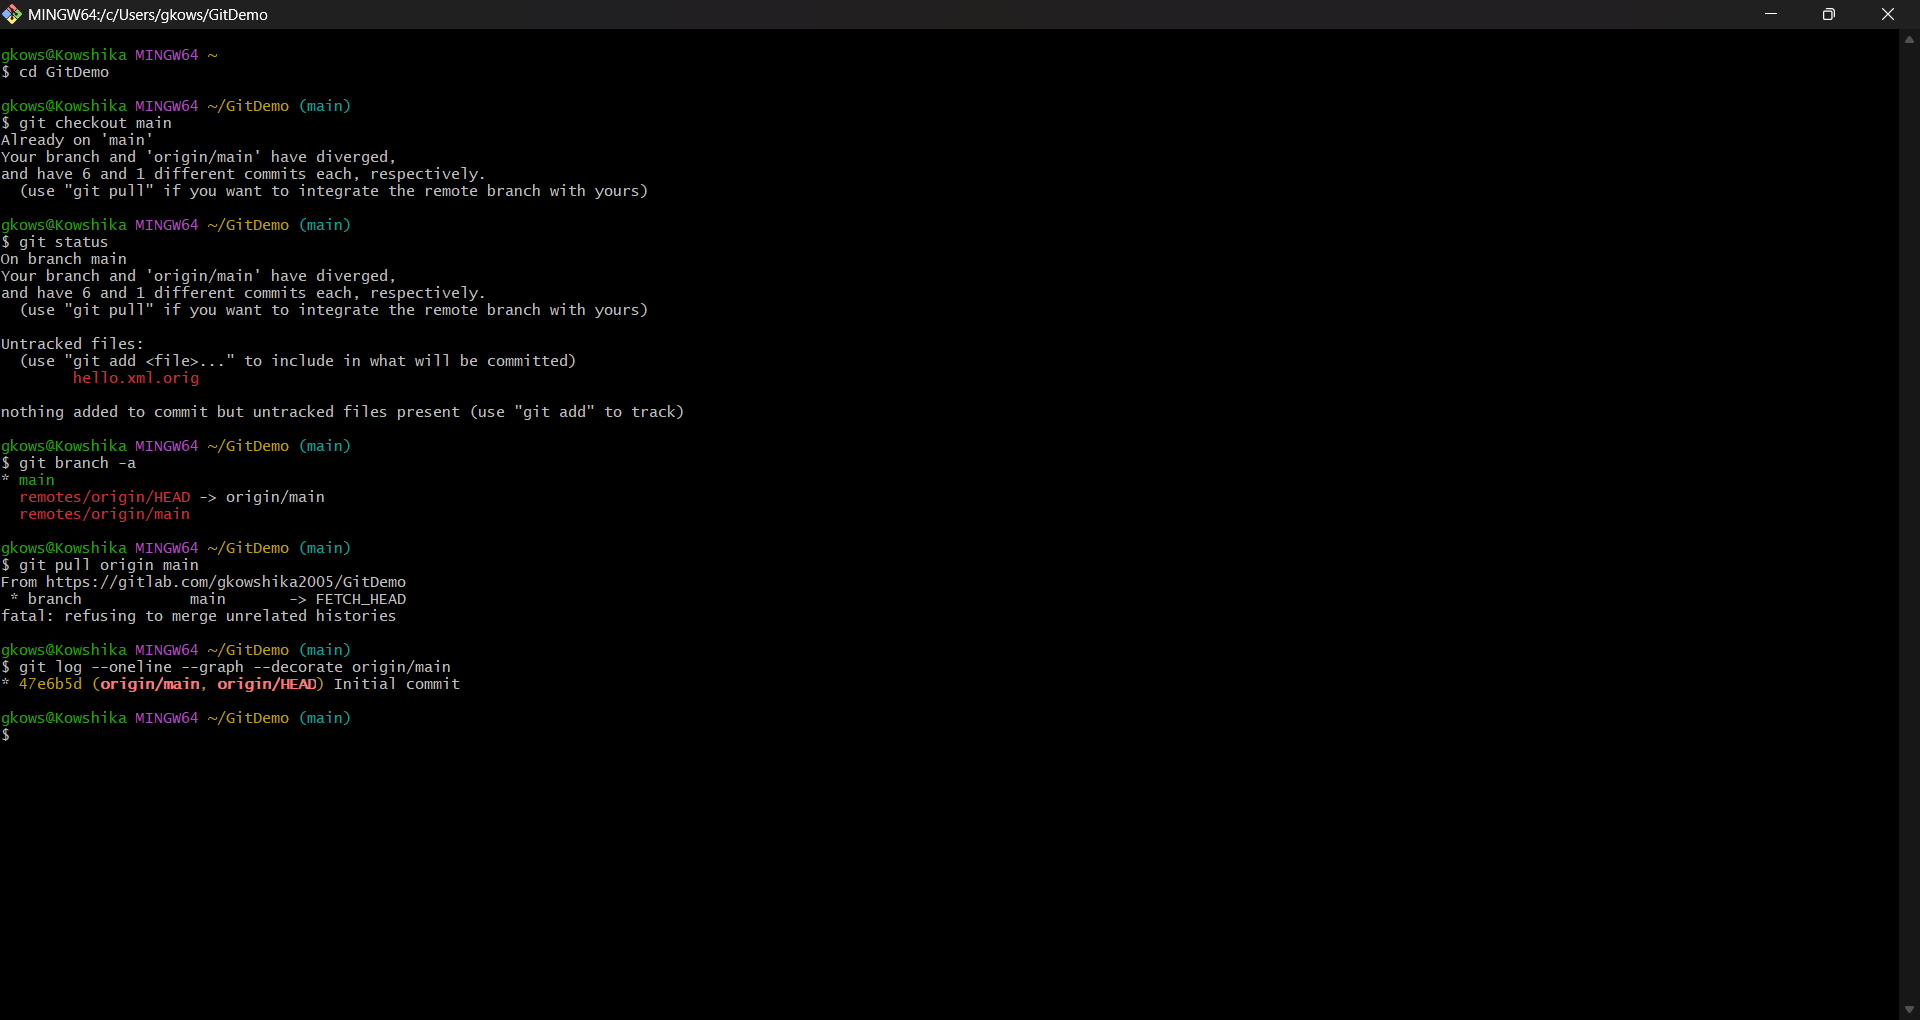 MINGW64:/c/Users/gkows/GitDemo
gkows@Kowshika MINGW64 ~
$ cd GitDemo
gkows@Kowshika MINGW64 ~/GitDemo (main)
$ git checkout main
Already on 'main'
Your branch and 'origin/main' have diverged,
and have 6 and 1 different commits each, respectively.
  (use "git pull" if you want to integrate the remote branch with yours)
gkows@Kowshika MINGW64 ~/GitDemo (main)
$ git status
On branch main
Your branch and 'origin/main' have diverged,
and have 6 and 1 different commits each, respectively.
  (use "git pull" if you want to integrate the remote branch with yours)
Untracked files:
  (use "git add <file>..." to include in what will be committed)
        hello.xml.orig
nothing added to commit but untracked files present (use "git add" to track)
gkows@Kowshika MINGW64 ~/GitDemo (main)
$ git branch -a
* main
  remotes/origin/HEAD -> origin/main
  remotes/origin/main
gkows@Kowshika MINGW64 ~/GitDemo (main)
$ git pull origin main
From https://gitlab.com/gkowshika2005/GitDemo
 * branch            main       -> FETCH_HEAD
fatal: refusing to merge unrelated histories
gkows@Kowshika MINGW64 ~/GitDemo (main)
$ git log --oneline --graph --decorate origin/main
* 47e6b5d (origin/main, origin/HEAD) Initial commit
gkows@Kowshika MINGW64 ~/GitDemo (main)
$